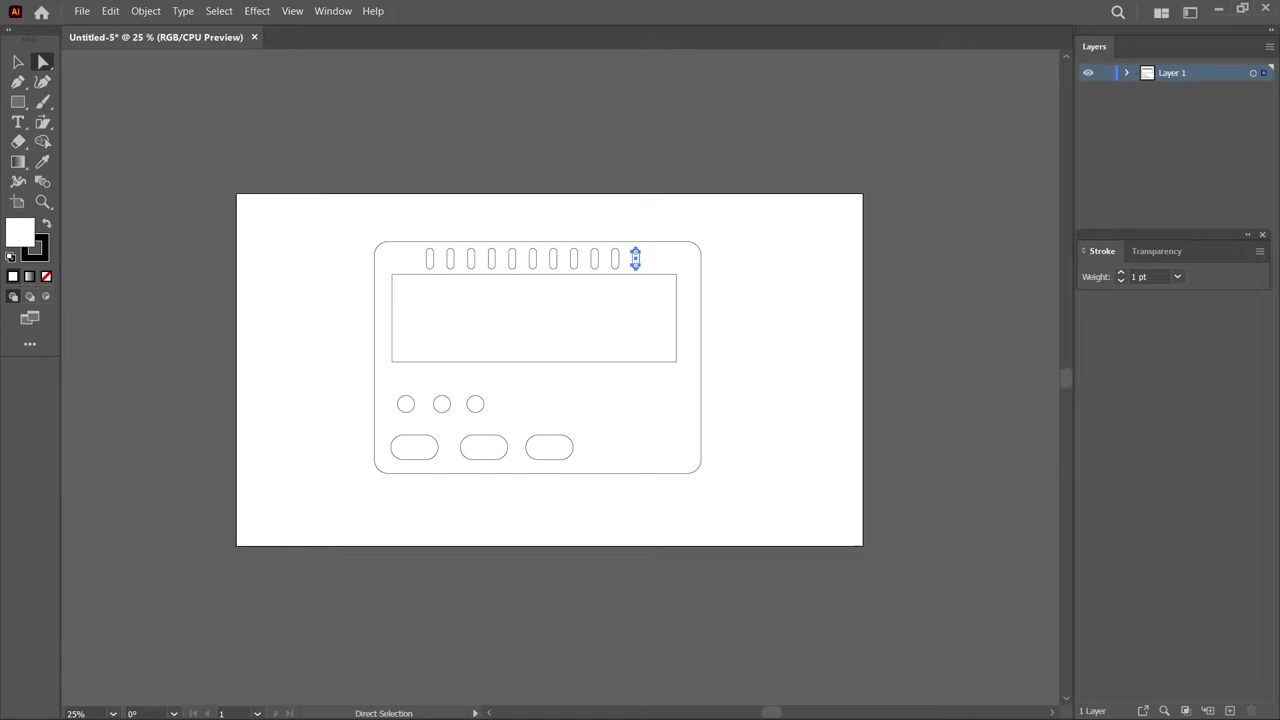 Ai File Edit Object Type Select Effect View Window Help
Untitled-5* @ 25 % (RGB/CPU Preview)
Layers
Layer 1
Stroke Transparency
Weight: 1 pt
25% 0° 1 Direct Selection
1 Layer